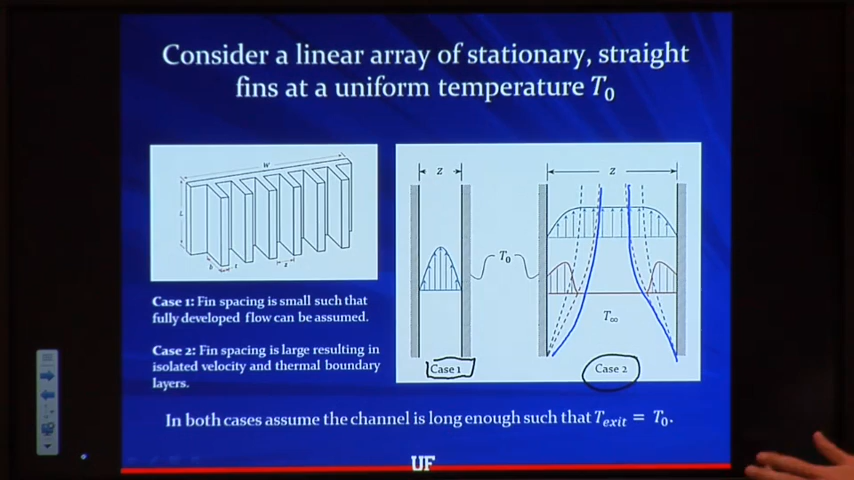 Consider a linear array of stationary, straight
fins at a uniform temperature T₀
W
L
b
t
z
Z
Z
T₀
T∞
Case 1
Case 2
Case 1: Fin spacing is small such that
fully developed flow can be assumed.
Case 2: Fin spacing is large resulting in
isolated velocity and thermal boundary
layers.
In both cases assume the channel is long enough such that T_exit = T₀.
UF